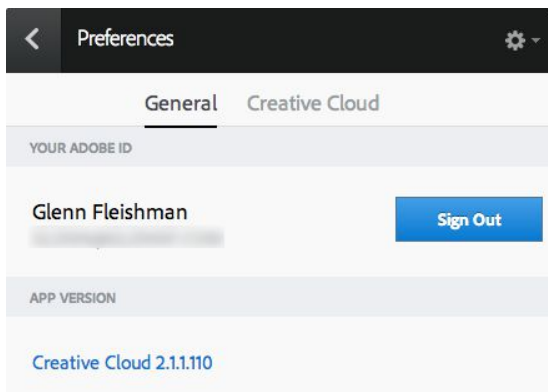 Preferences
General Creative Cloud
YOUR ADOBE ID
Glenn Fleishman
Sign Out
APP VERSION
Creative Cloud 2.1.1.110